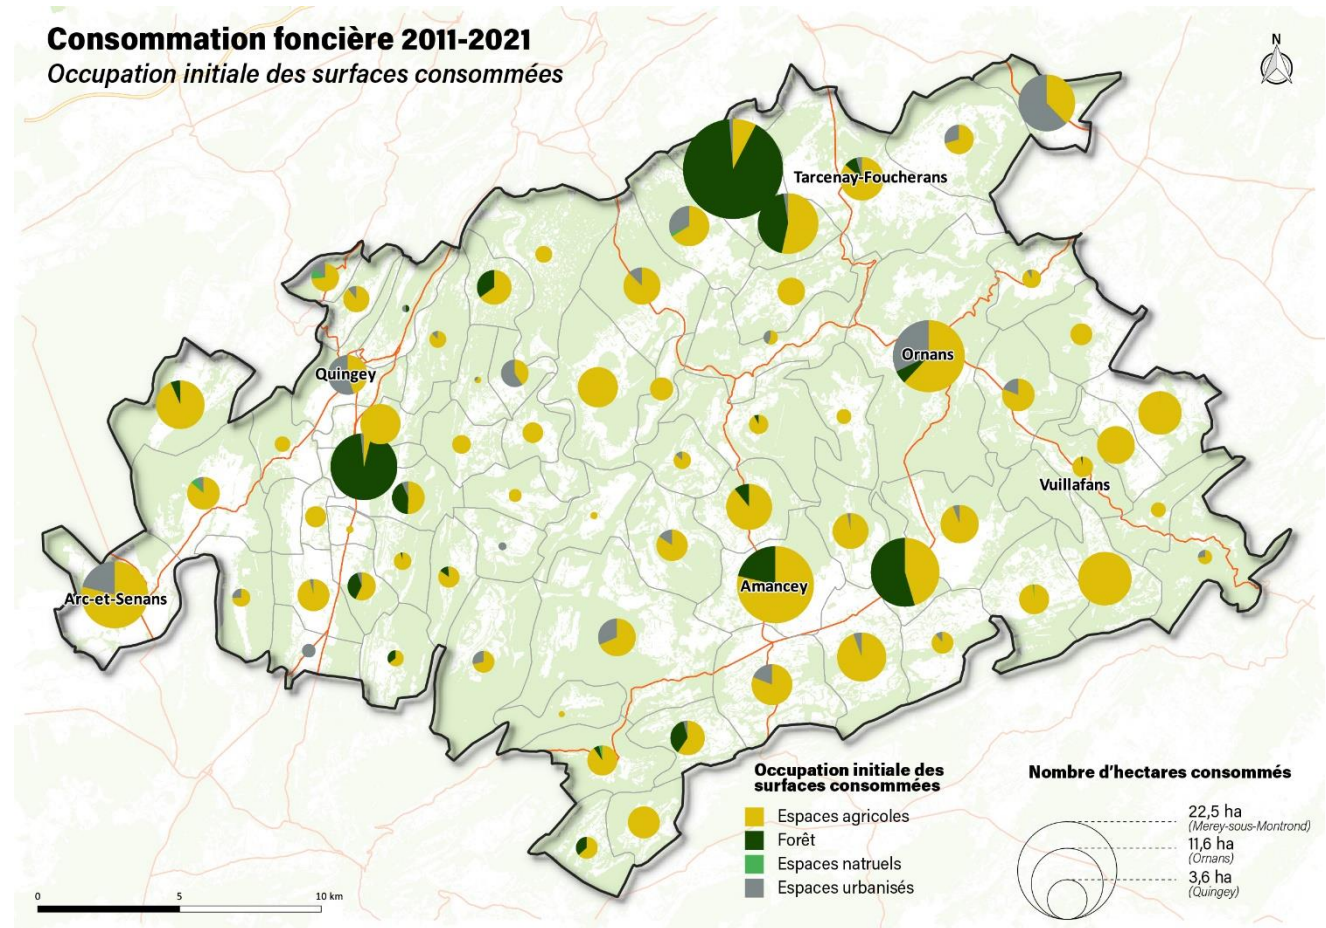 Consommation foncière 2011-2021
Occupation initiale des surfaces consommées
N
Tarcenay-Foucherans
Ornans
Quingey
Vuillafans
Amancey
Arc-et-Senans
Occupation initiale des
surfaces consommées
Espaces agricoles
Forêt
Espaces natruels
Espaces urbanisés
Nombre d'hectares consommés
22,5 ha
(Merey-sous-Montrond)
11,6 ha
(Ornans)
3,6 ha
(Quingey)
0 5 10 km